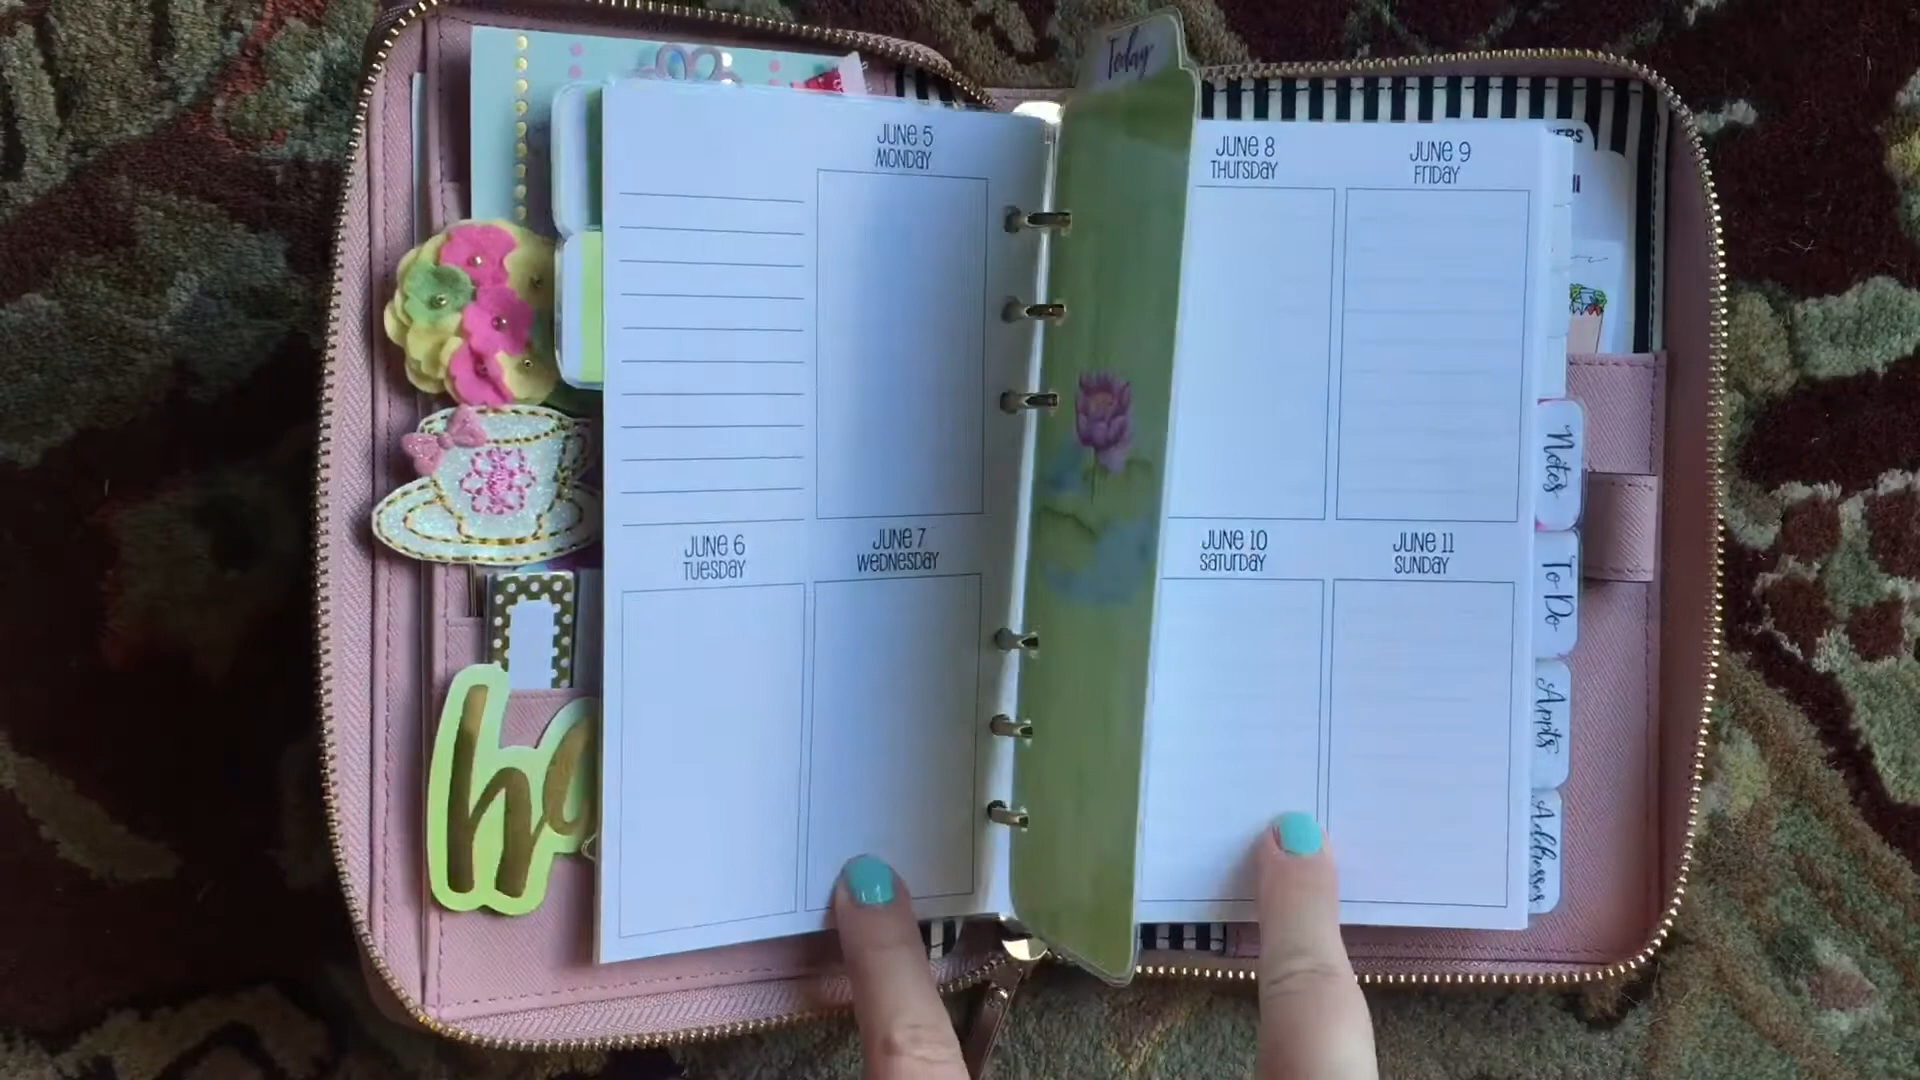 Today
JUNE 5
MONDAY
JUNE 8
THURSDAY
JUNE 9
FRIDAY
JUNE 6
TUESDAY
JUNE 7
WEDNESDAY
JUNE 10
SATURDAY
JUNE 11
SUNDAY
Notes
To Do
Appts
Addresses